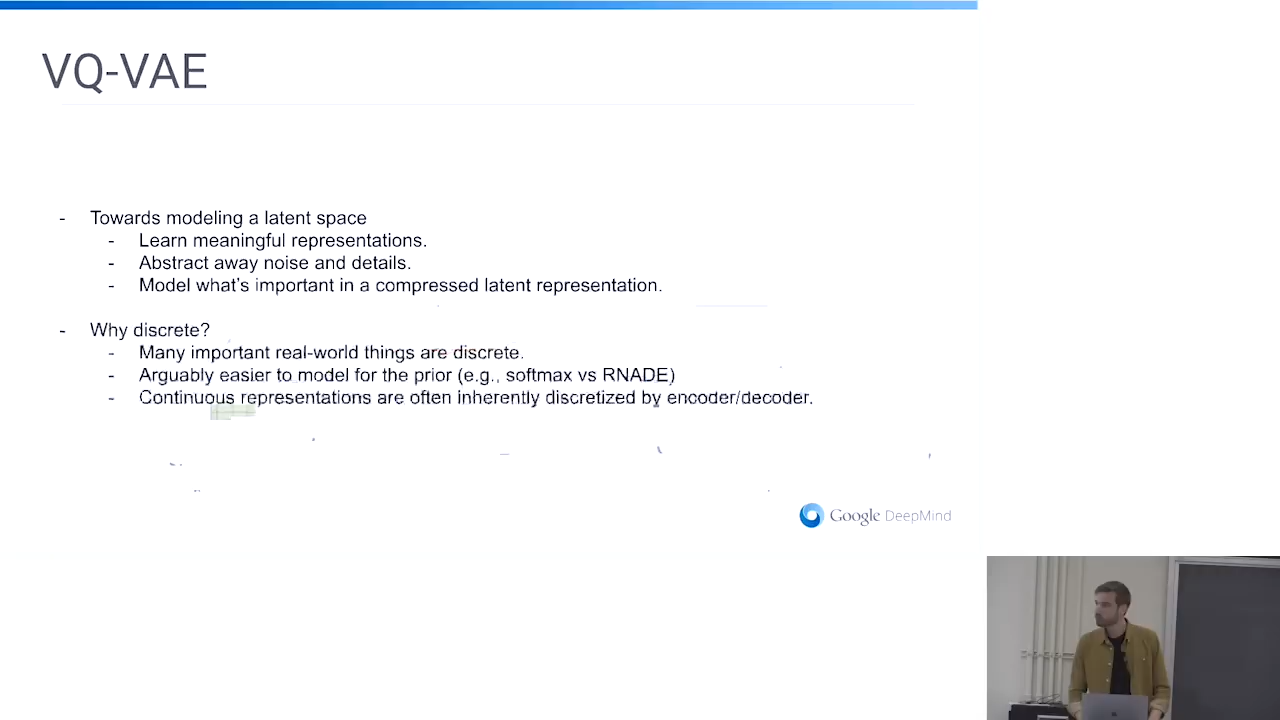 VQ-VAE
- Towards modeling a latent space
- Learn meaningful representations.
- Abstract away noise and details.
- Model what's important in a compressed latent representation.
- Why discrete?
- Many important real-world things are discrete.
- Arguably easier to model for the prior (e.g., softmax vs RNADE)
- Continuous representations are often inherently discretized by encoder/decoder.
Google DeepMind